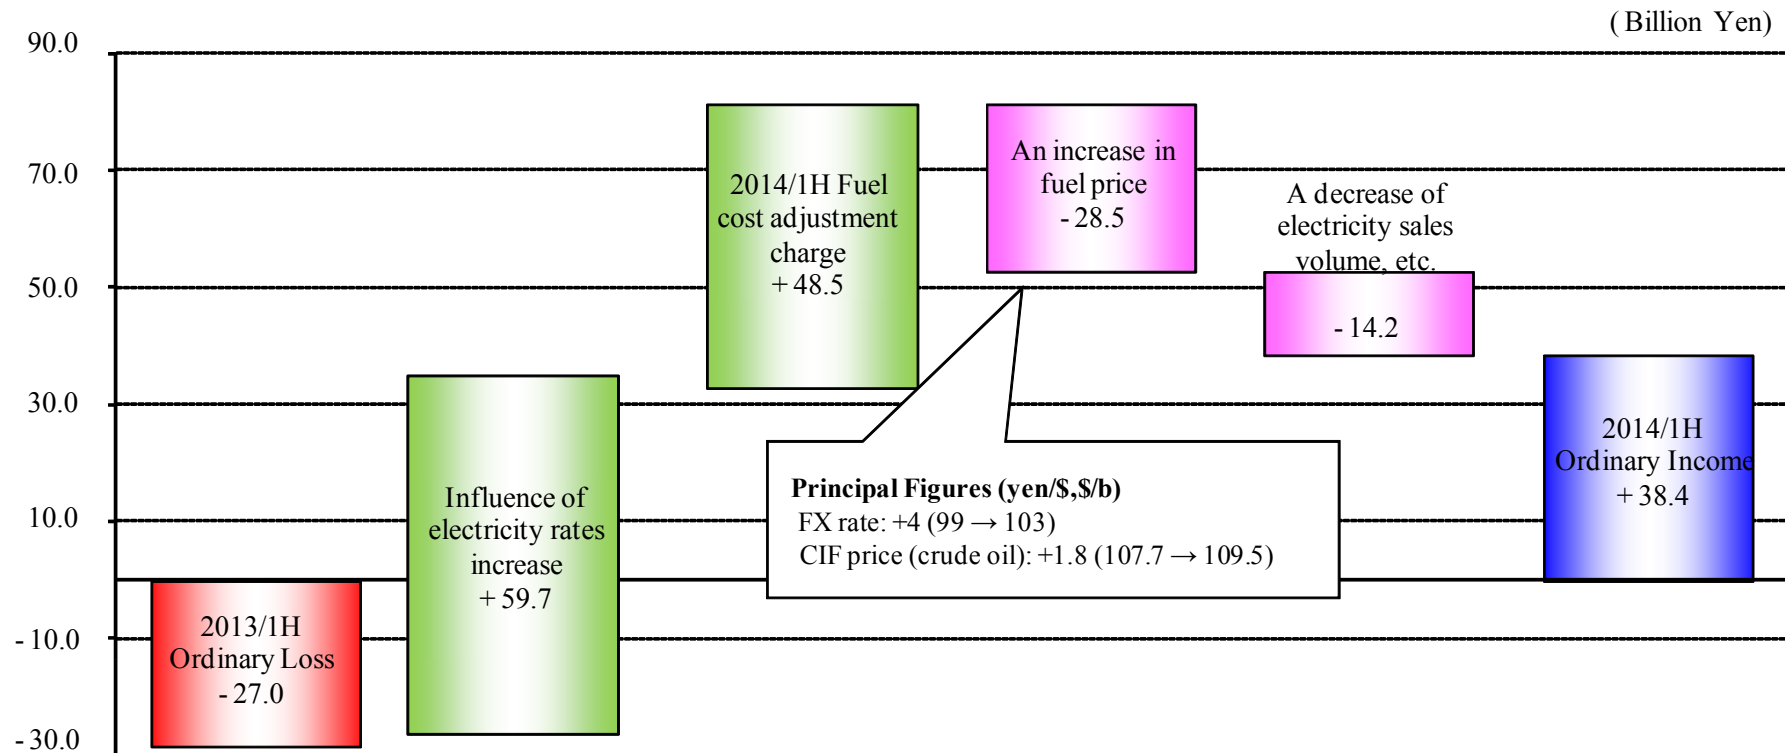 ( Billion Yen)
90.0
70.0
50.0
30.0
10.0
- 10.0
- 30.0
2013/1H
Ordinary Loss
- 27.0
Influence of
electricity rates
increase
+ 59.7
2014/1H Fuel
cost adjustment
charge
+ 48.5
An increase in
fuel price
- 28.5
A decrease of
electricity sales
volume, etc.
- 14.2
Principal Figures (yen/$,$/b)
FX rate: +4 (99 → 103)
CIF price (crude oil): +1.8 (107.7 → 109.5)
2014/1H
Ordinary Income
+ 38.4